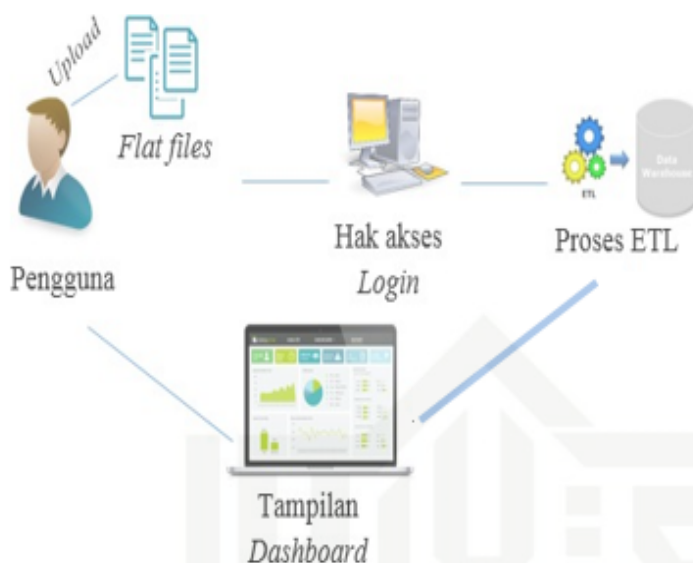 Upload
Flat files
Pengguna
Hak akses
Login
ETL
Data
Warehouse
Proses ETL
Tampilan
Dashboard